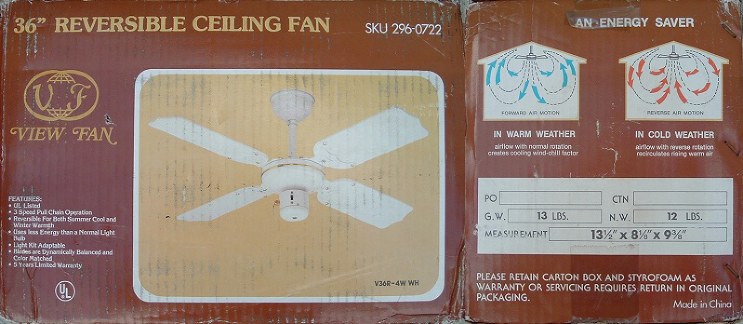 36" REVERSIBLE CEILING FAN
SKU 296-0722
VF
VIEW FAN
FEATURES:
• UL Listed
• 3 Speed Pull Chain Operation
• Reversible For Both Summer Cool and
Winter Warmth
• Uses less Energy than a Normal Light
Bulb
• Light Kit Adaptable
• Blades are Dynamically Balanced and
Color Matched
• 5 Years Limited Warranty
UL
V36R-4W WH
AN ENERGY SAVER
FORWARD AIR MOTION
REVERSE AIR MOTION
IN WARM WEATHER
airflow with normal rotation
creates cooling wind-chill factor
IN COLD WEATHER
airflow with reverse rotation
recirculates rising warm air
PO CTN
G.W. 13 LBS. N.W. 12 LBS.
MEASUREMENT 13½" x 8⅛" x 9⅜"
PLEASE RETAIN CARTON BOX AND STYROFOAM AS
WARRANTY OR SERVICING REQUIRES RETURN IN ORIGINAL
PACKAGING.
Made in China